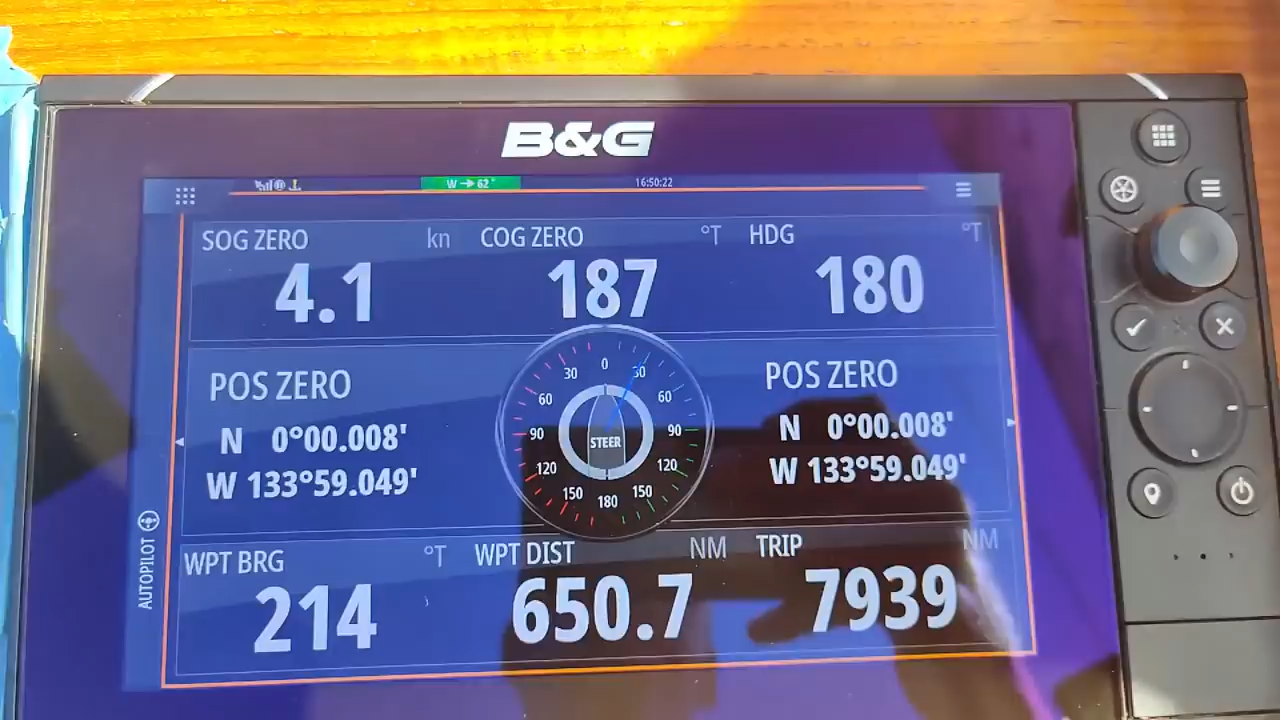 B&G
W → 62°
16:50:22
SOG ZERO kn
4.1
COG ZERO °T
187
HDG °T
180
POS ZERO
N 0°00.008'
W 133°59.049'
0
30
60
90
120
150
180
150
120
90
60
30
STEER
POS ZERO
N 0°00.008'
W 133°59.049'
AUTOPILOT
WPT BRG °T
214
WPT DIST NM
650.7
TRIP NM
7939